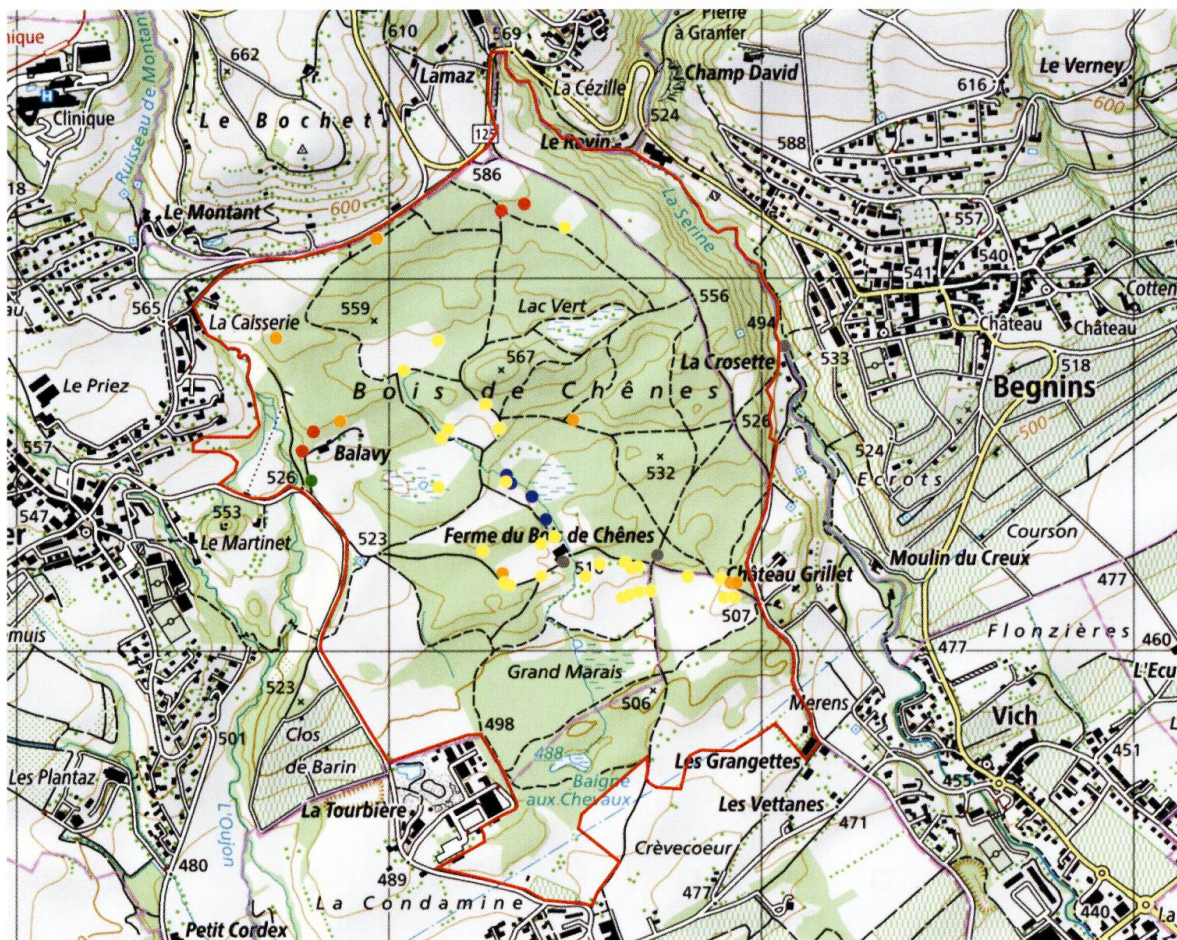 610
569
Pierre
à Granfer
nique
662
Lamaz
La Cézille
Champ David
616
Le Verney
Clinique
H
Ruisseau de Montant
Le Bochet
524
600
125
Le Ravin
588
18
586
Le Montant
600
La Serine
557
541
540
565
La Caisserie
559
Lac Vert
556
494
Cotten
Château
Château
Le Priez
567
La Crosette
533
518
Bois de Chênes
Begnins
557
526
500
Balavy
532
524
526
Ecrots
547
553
er
Le Martinet
523
Ferme du Bois de Chênes
Courson
Moulin du Creux
Château Grillet
477
507
muis
Flonzières
460
477
Grand Marais
L'Ecu
523
506
Merens
498
501
Clos
de Barin
Vich
488
Les Plantaz
Les Grangettes
451
Baigne
aux Chevaux
455
La Tourbière
Les Vettanes
L'Oujon
471
Crèvecoeur
480
489
477
La Condamine
440
La
Petit Cordex